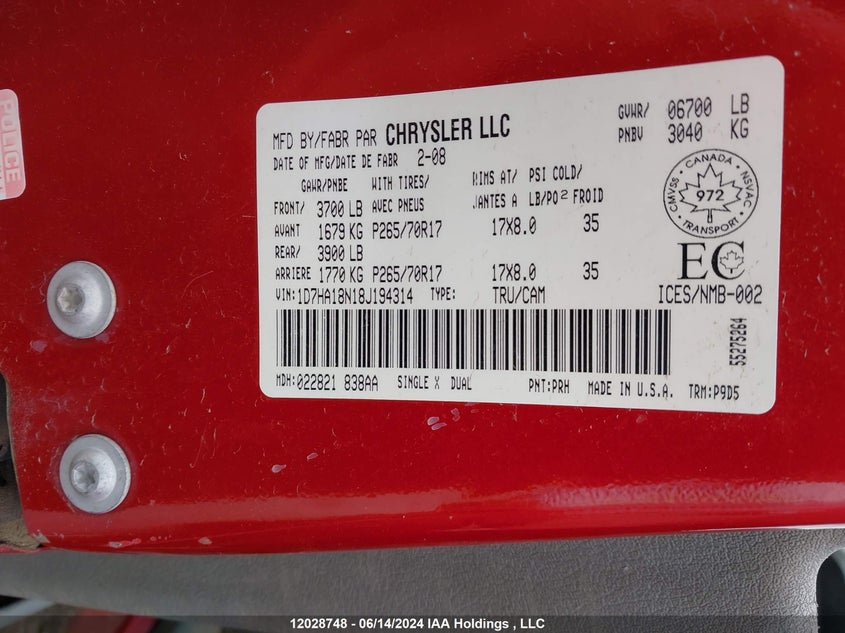 POLICE
MFD BY/FABR PAR CHRYSLER LLC
DATE OF MFG/DATE DE FABR 2-08
GVWR/ 06700 LB
PNBV 3040 KG
GAWR/PNBE WITH TIRES/ RIMS AT/ PSI COLD/
FRONT/ 3700 LB AVEC PNEUS JANTES A LB/PO2 FROID
AVANT 1679 KG P265/70R17 17X8.0 35
REAR/ 3900 LB
ARRIERE 1770 KG P265/70R17 17X8.0 35
CANADA
CMVSS 972 NSVAC
TRANSPORT
EC
ICES/NMB-002
VIN:1D7HA18N18J194314 TYPE: TRU/CAM
55275264
MDH:022821 838AA SINGLE X DUAL PNT:PRH MADE IN U.S.A. TRM:P9D5
12028748 - 06/14/2024 IAA Holdings , LLC